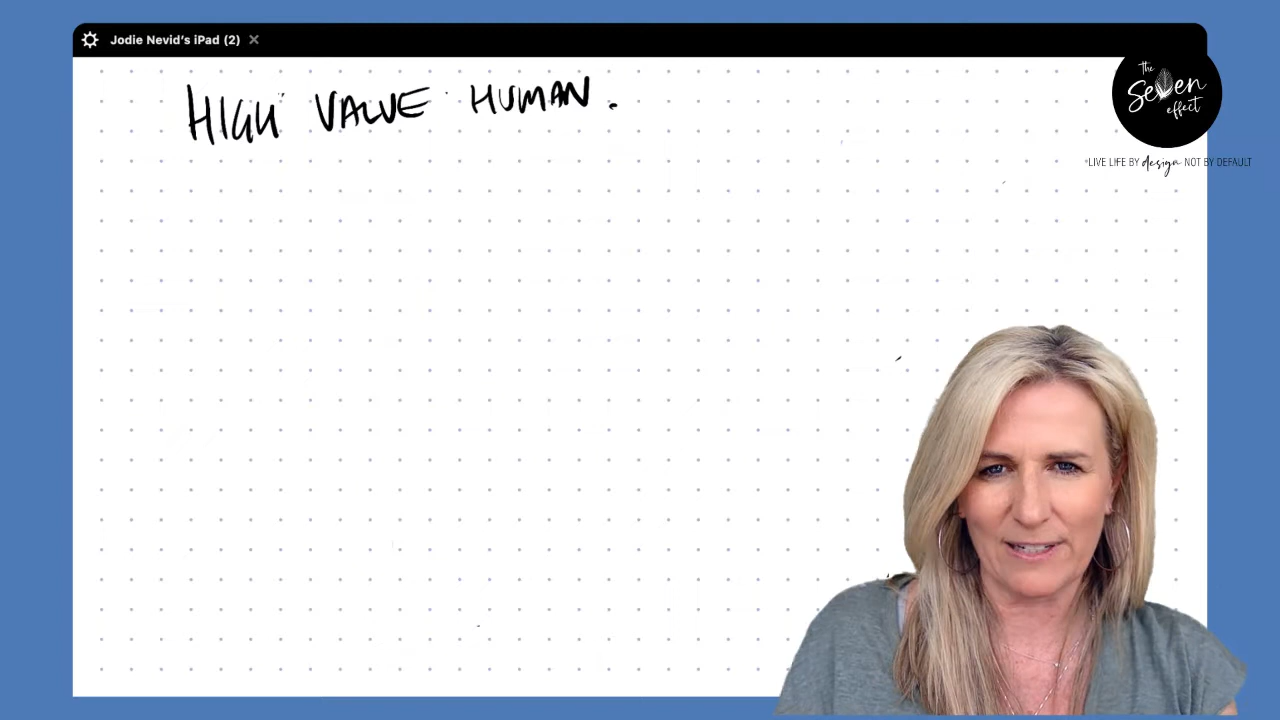 Jodie Nevid's iPad (2)
HIGH VALUE HUMAN.
the
Seven
effect
*LIVE LIFE BY design NOT BY DEFAULT